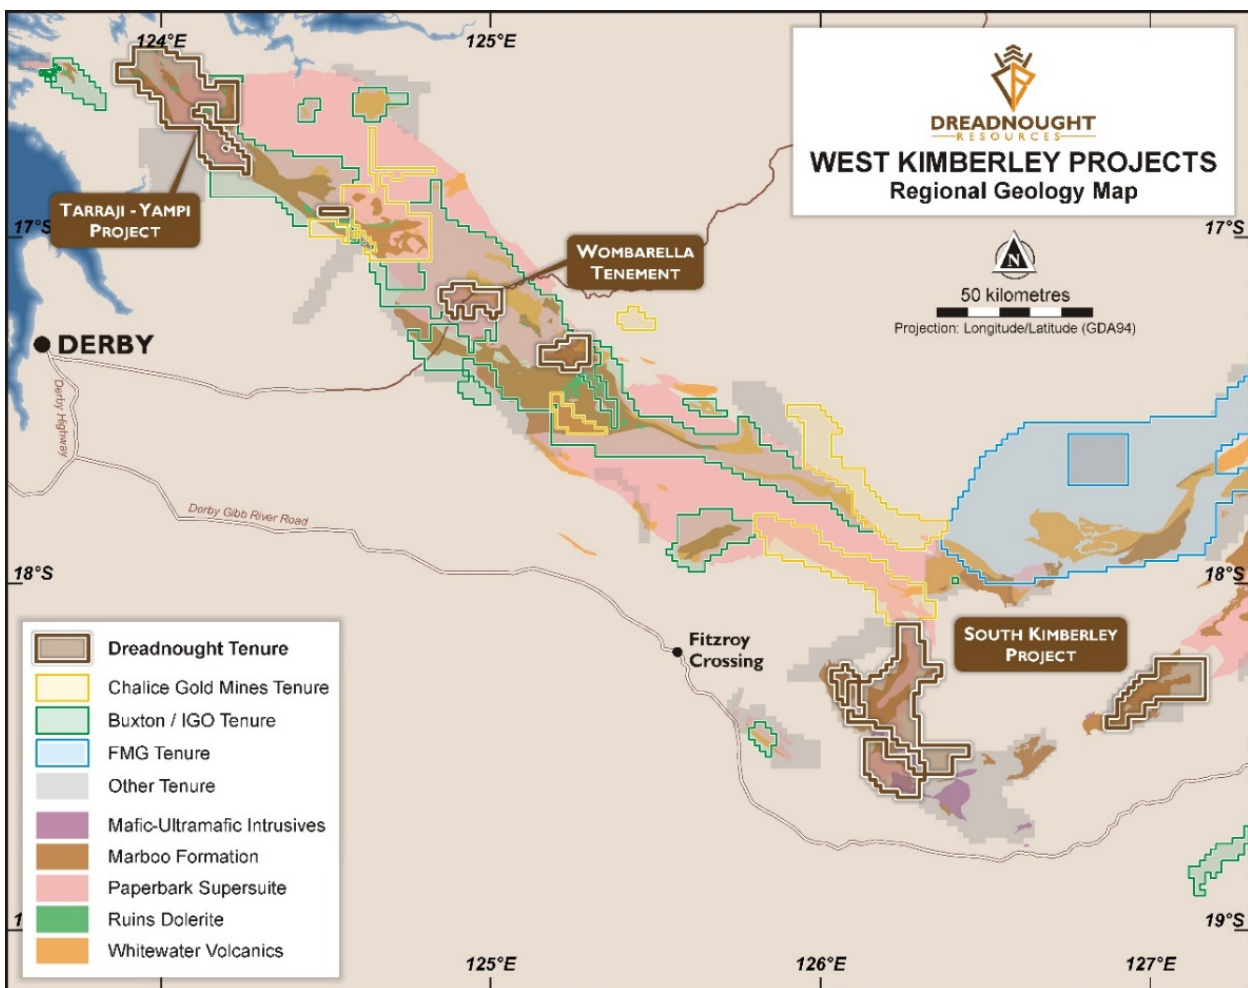 124°E
125°E
DREADNOUGHT
RESOURCES
WEST KIMBERLEY PROJECTS
Regional Geology Map
TARRAJI - YAMPI
PROJECT
17°S
17°S
WOMBARELLA
TENEMENT
N
50 kilometres
Projection: Longitude/Latitude (GDA94)
DERBY
Derby Highway
Derby Gibb River Road
18°S
18°S
Fitzroy
Crossing
SOUTH KIMBERLEY
PROJECT
Dreadnought Tenure
Chalice Gold Mines Tenure
Buxton / IGO Tenure
FMG Tenure
Other Tenure
Mafic-Ultramafic Intrusives
Marboo Formation
Paperbark Supersuite
Ruins Dolerite
Whitewater Volcanics
19°S
125°E
126°E
127°E